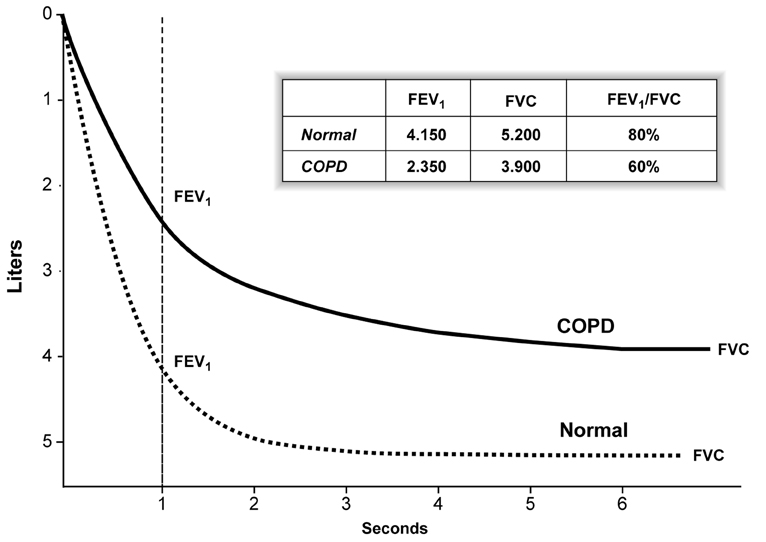 0
FEV1 FVC FEV1/FVC
Normal 4.150 5.200 80%
COPD 2.350 3.900 60%
1
FEV1
2
3
Liters
COPD
FVC
4
FEV1
Normal
5
FVC
1 2 3 4 5 6
Seconds